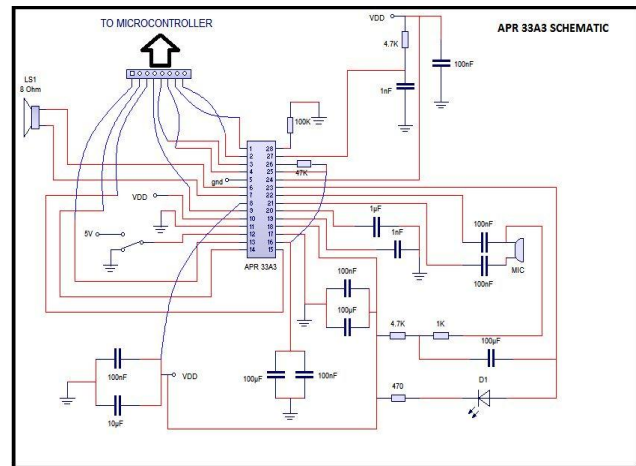 TO MICROCONTROLLER
APR 33A3 SCHEMATIC
VDD
4.7K
100nF
1nF
LS1
8 Ohm
100K
1 28
2 27
3 26
4 25
5 24
6 23
7 22
8 21
9 20
10 19
11 18
12 17
13 16
14 15
47K
gnd
VDD
5V
APR 33A3
1µF
1nF
100nF
100nF
MIC
100nF
100µF
4.7K
1K
100µF
100nF
10µF
VDD
100µF
100nF
470
D1